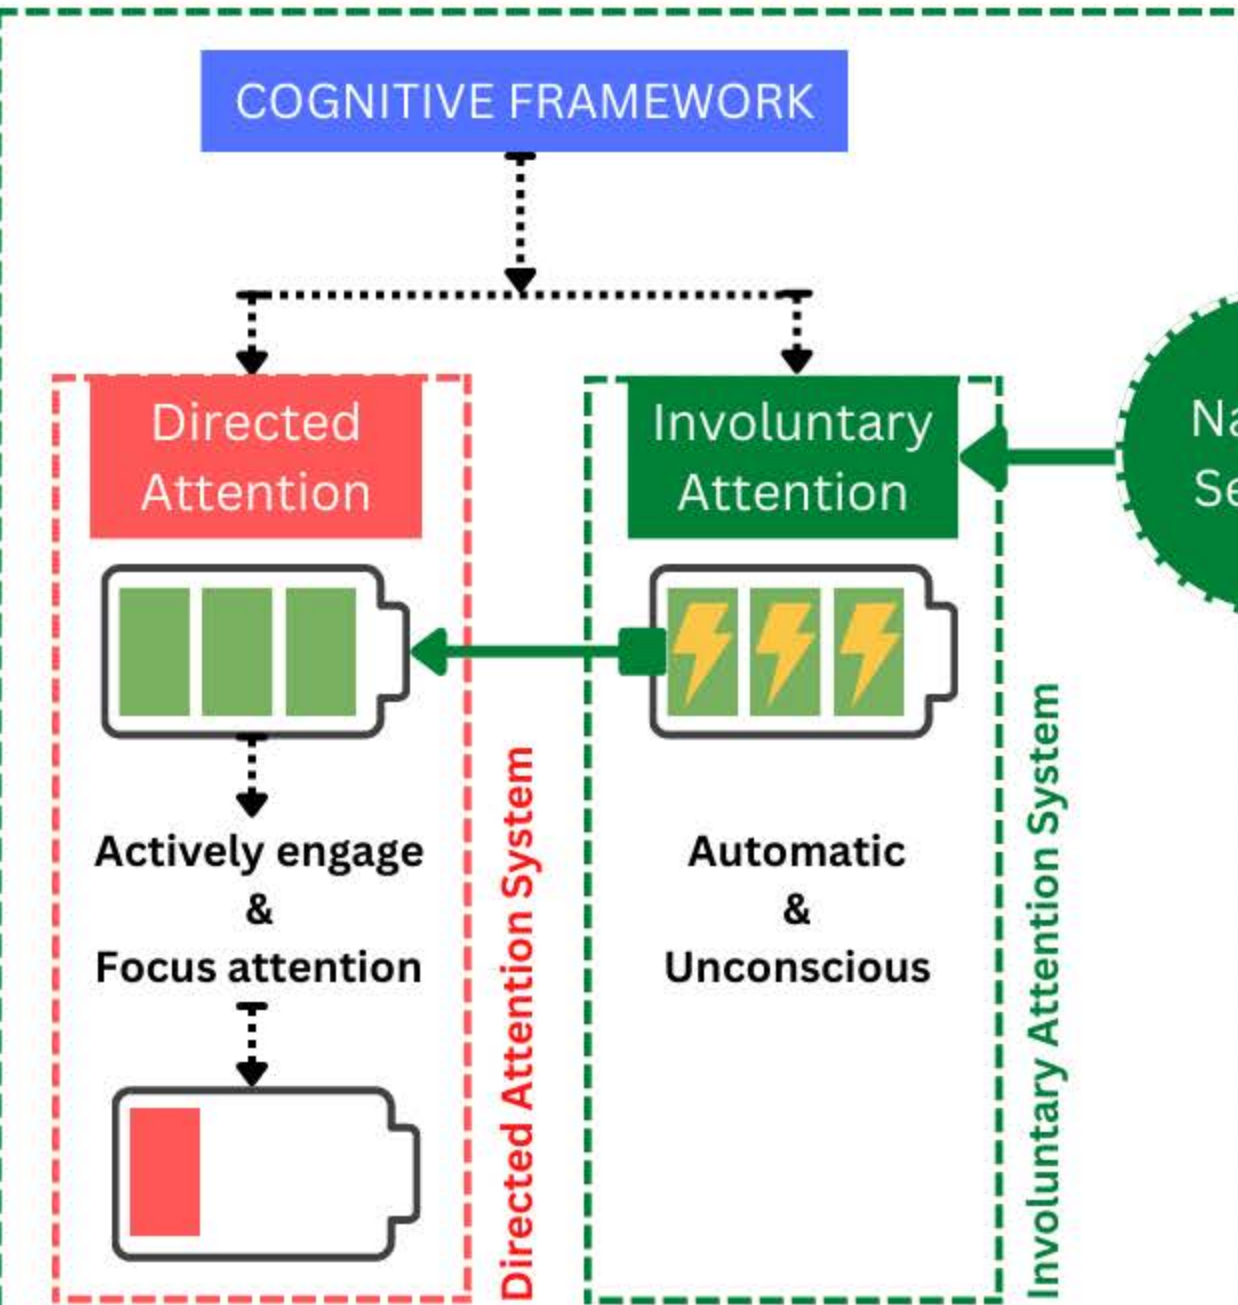 COGNITIVE FRAMEWORK
Directed
Attention
Involuntary
Attention
Actively engage
&
Focus attention
Directed Attention System
Automatic
&
Unconscious
Involuntary Attention System